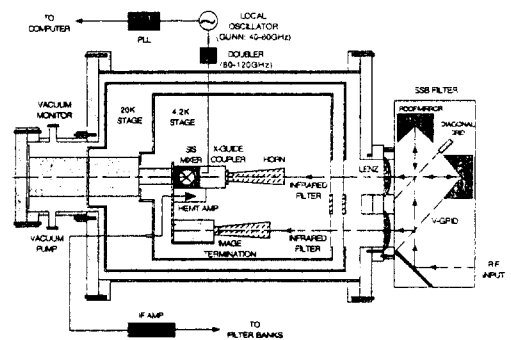 TO
COMPUTER
PLL
LOCAL
OSCILLATOR
(GUNN: 40-60GHz)
DOUBLER
(80-120GHz)
SSB FILTER
ROOF MIRROR
DIAGONAL
GRID
VACUUM
MONITOR
20K
STAGE
4.2K
STAGE
SIS
MIXER
X-GUIDE
COUPLER
HORN
LENZ
INFRARED
FILTER
HEMT AMP
V-GRID
INFRARED
FILTER
IMAGE
TERMINATION
VACUUM
PUMP
RF
INPUT
IF AMP
TO
FILTER BANKS